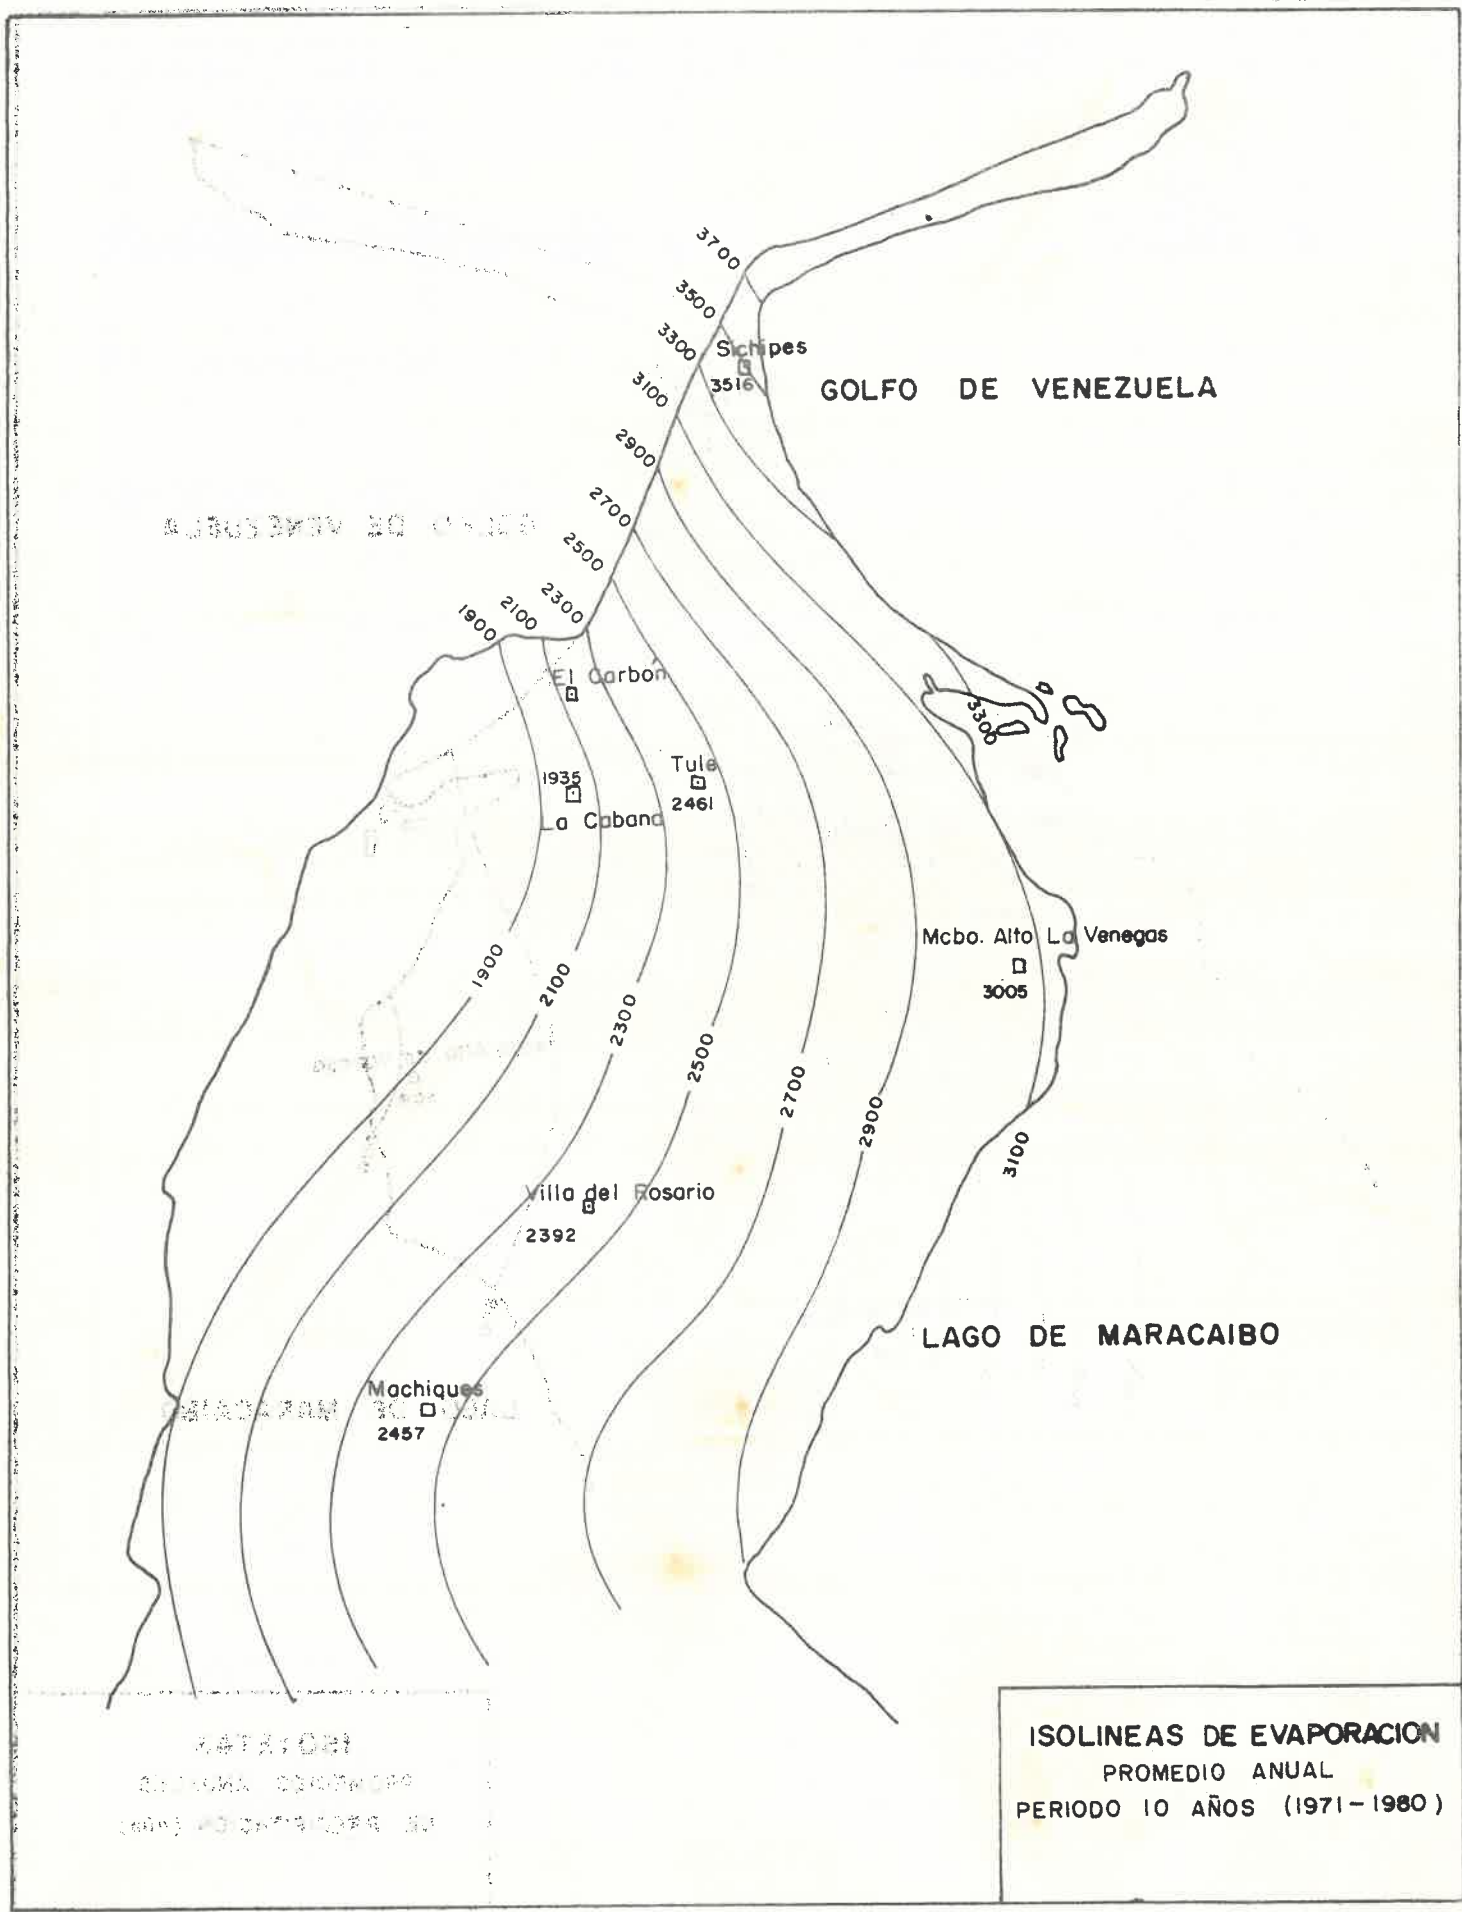 3700
3500
3300
3100
2900
2700
2500
2300
2100
1900
Sichipes
3516
GOLFO DE VENEZUELA
El Carbón
1935
La Cabana
Tule
2461
3300
Mcbo. Alto La Venegas
3005
1900
2100
2300
2500
2700
2900
3100
Villa del Rosario
2392
LAGO DE MARACAIBO
Machiques
2457
ISOLINEAS DE EVAPORACION
PROMEDIO ANUAL
PERIODO 10 AÑOS (1971-1980)